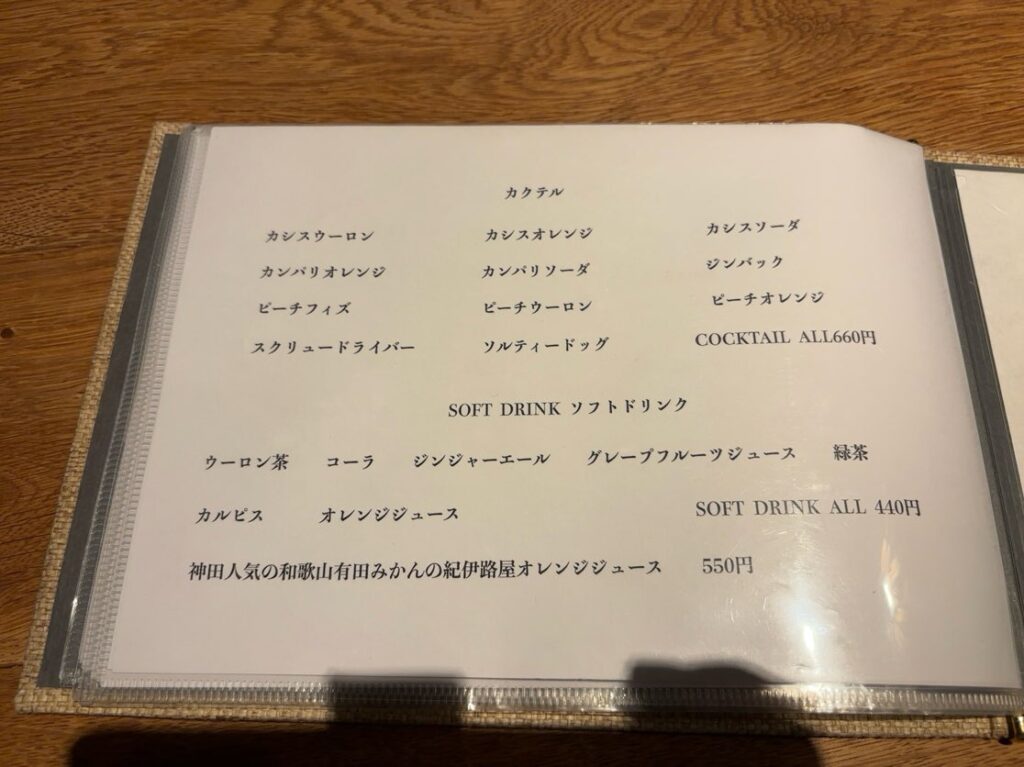 カクテル
カシスウーロン カシスオレンジ カシスソーダ
カンパリオレンジ カンパリソーダ ジンバック
ピーチフィズ ピーチウーロン ピーチオレンジ
スクリュードライバー ソルティードッグ COCKTAIL ALL660円
SOFT DRINK ソフトドリンク
ウーロン茶 コーラ ジンジャーエール グレープフルーツジュース 緑茶
カルピス オレンジジュース SOFT DRINK ALL 440円
神田人気の和歌山有田みかんの紀伊路屋オレンジジュース 550円